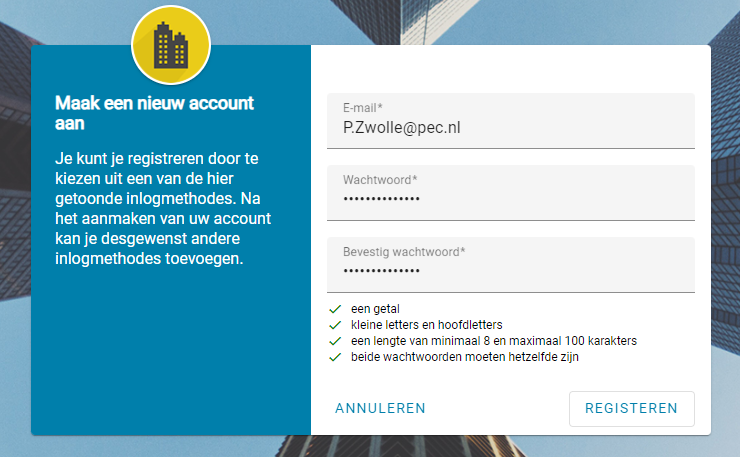 Maak een nieuw account
aan
Je kunt je registreren door te
kiezen uit een van de hier
getoonde inlogmethodes. Na
het aanmaken van uw account
kan je desgewenst andere
inlogmethodes toevoegen.
E-mail*
P.Zwolle@pec.nl
Wachtwoord*
••••••••••••••
Bevestig wachtwoord*
••••••••••••••
een getal
kleine letters en hoofdletters
een lengte van minimaal 8 en maximaal 100 karakters
beide wachtwoorden moeten hetzelfde zijn
ANNULEREN
REGISTEREN